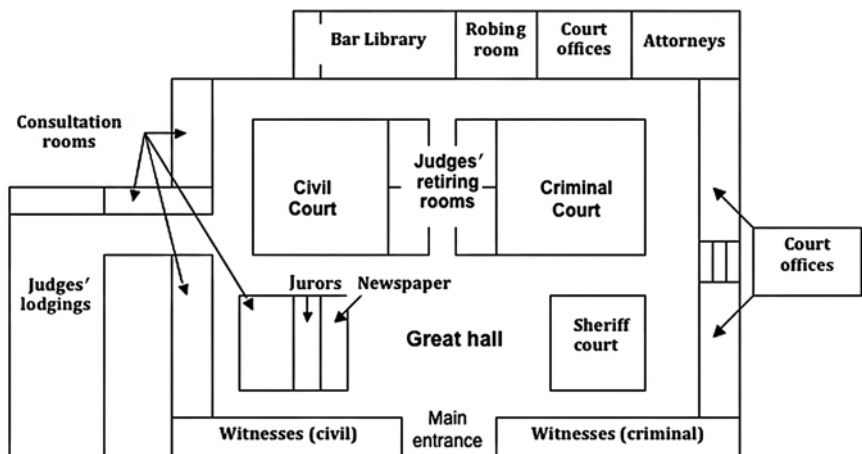 Bar Library
Robing
room
Court
offices
Attorneys
Consultation
rooms
Civil
Court
Judges′
retiring
rooms
Criminal
Court
Court
offices
Judges′
lodgings
Jurors
Newspaper
Great hall
Sheriff
court
Witnesses (civil)
Main
entrance
Witnesses (criminal)